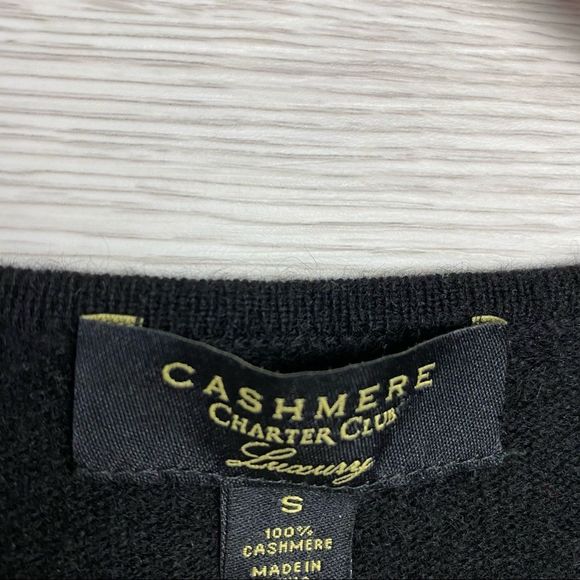 CASHMERE
CHARTER CLUB
Luxury
S
100%
CASHMERE
MADE IN